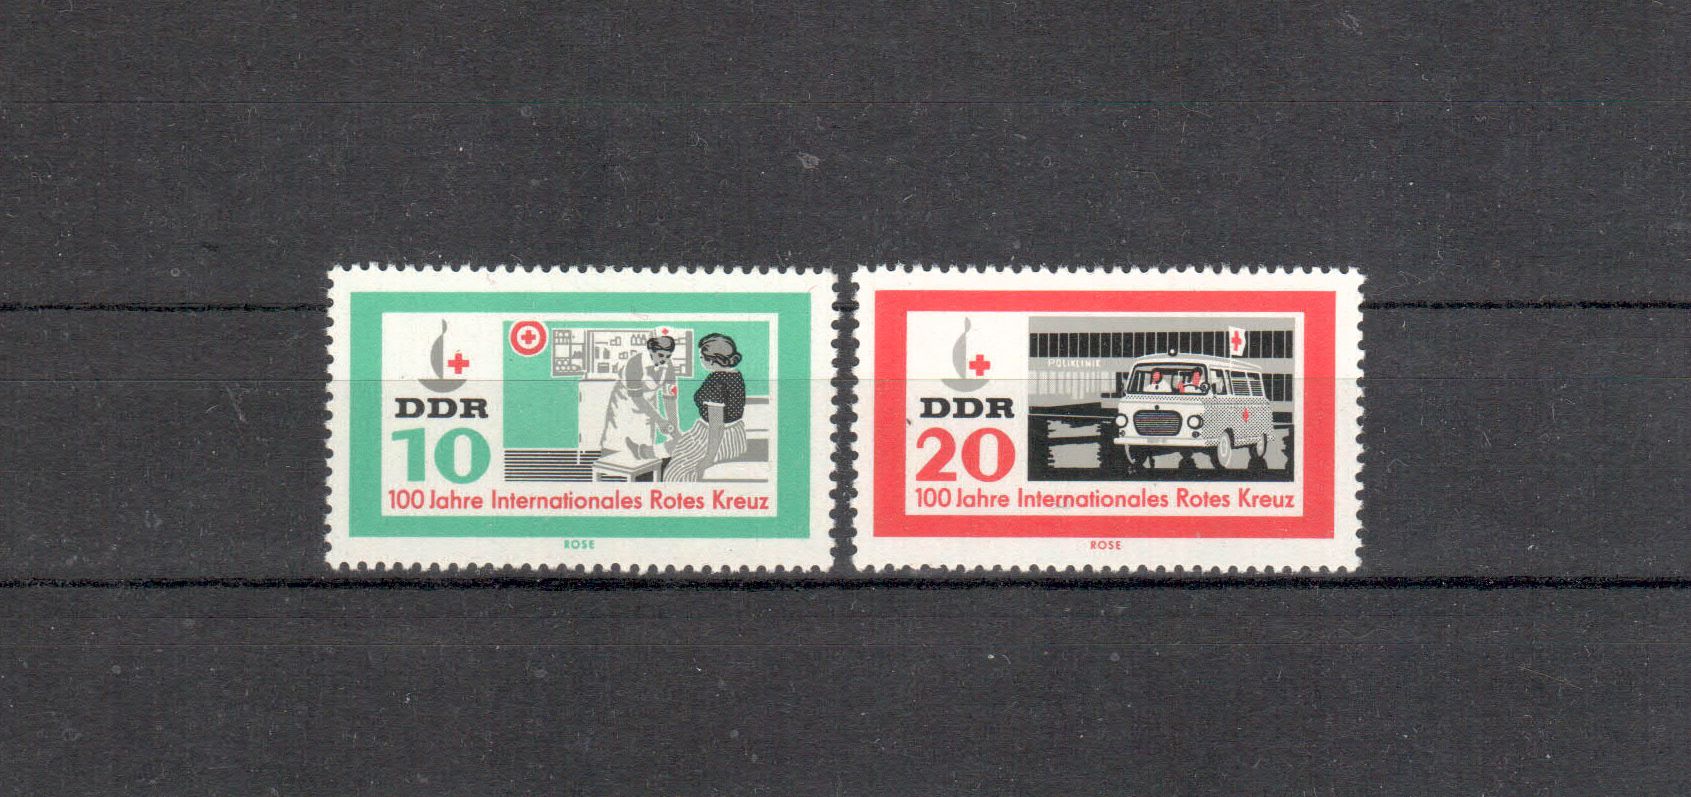 DDR
10
100 Jahre Internationales Rotes Kreuz
ROSE
POLIKLINIK
DDR
20
100 Jahre Internationales Rotes Kreuz
ROSE